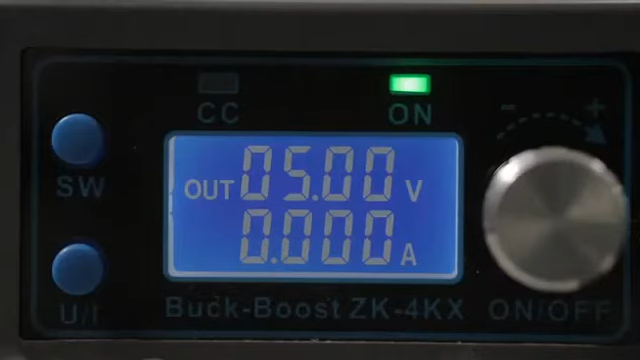 CC
ON
- +
SW
OUT 05.00 V
0.000 A
U/I
Buck-Boost ZK-4KX
ON/OFF